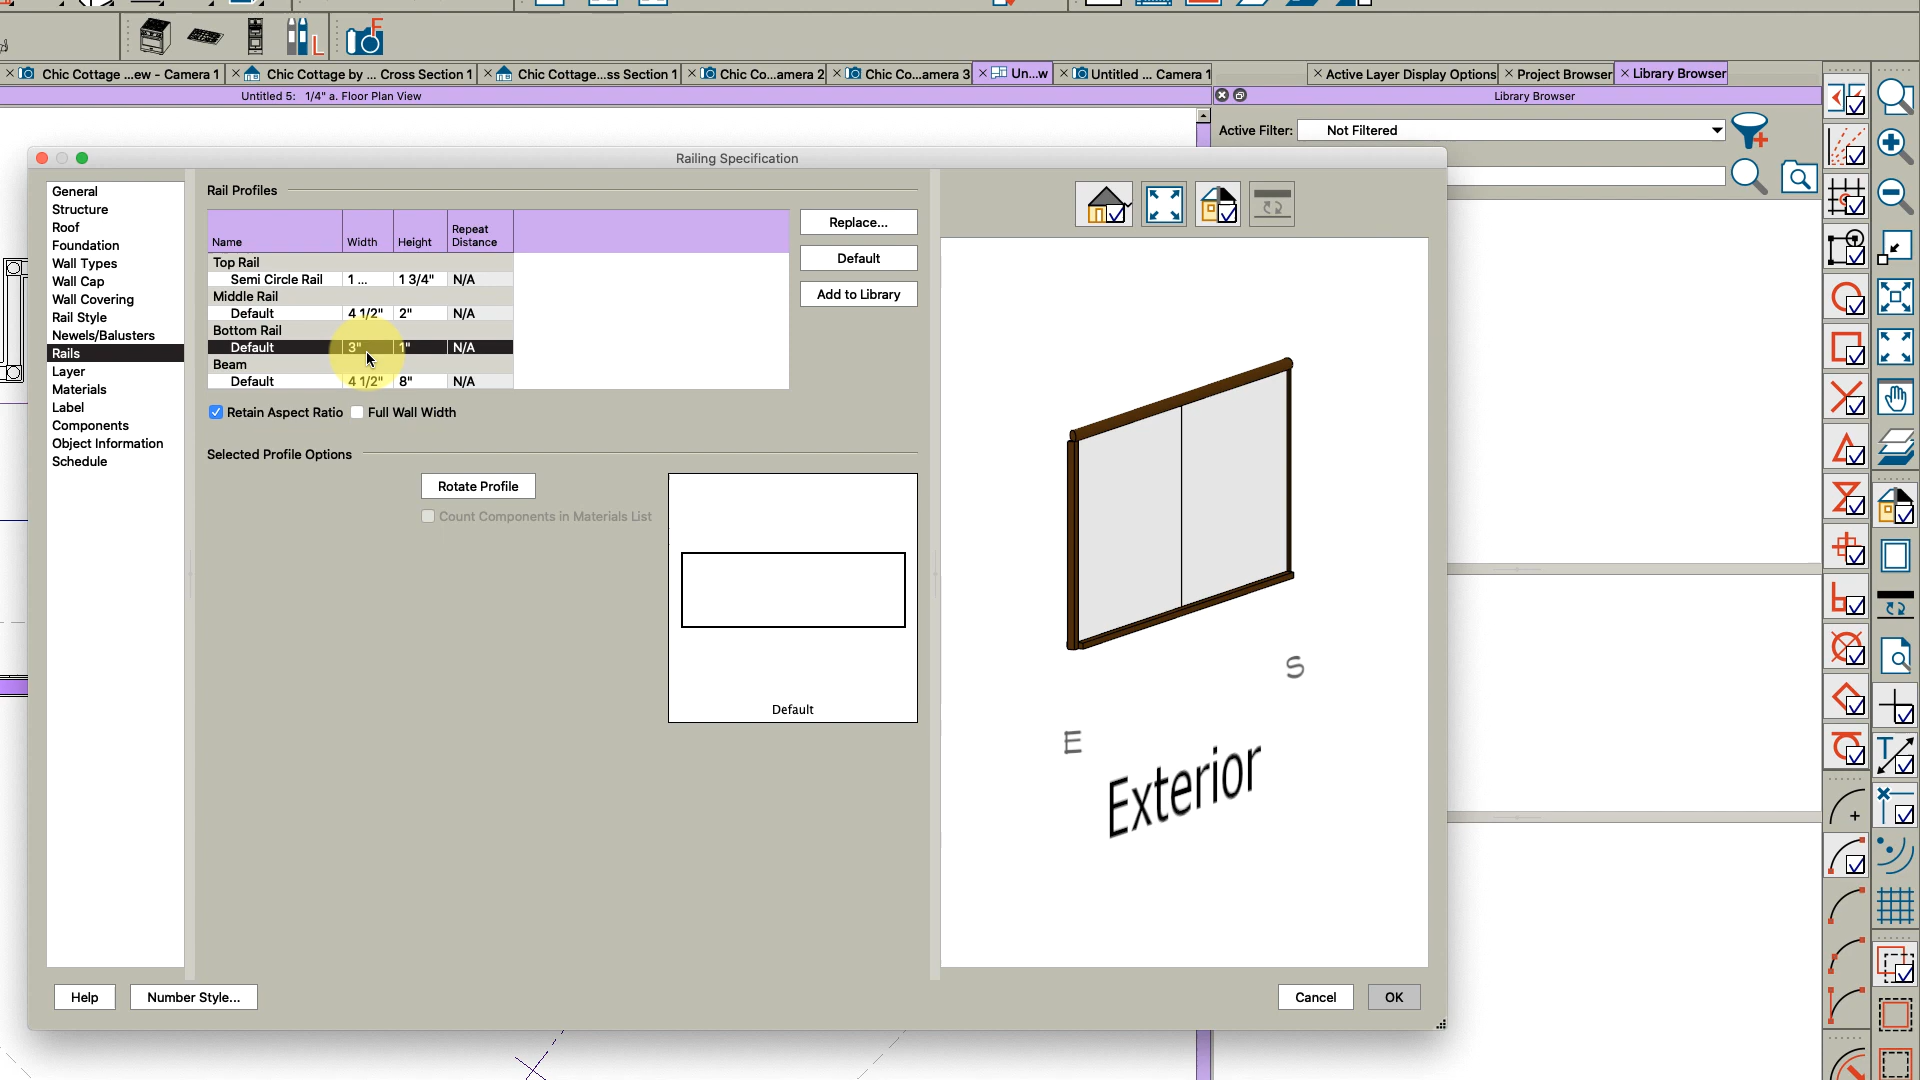 L
F
Chic Cottage ...ew - Camera 1
Chic Cottage by ... Cross Section 1
Chic Cottage...ss Section 1
Chic Co...amera 2
Chic Co...amera 3
Un...w
Untitled ... Camera 1
Active Layer Display Options
Project Browser
Library Browser
Untitled 5: 1/4" a. Floor Plan View
Library Browser
Active Filter:
Not Filtered
Railing Specification
General
Structure
Roof
Foundation
Wall Types
Wall Cap
Wall Covering
Rail Style
Newels/Balusters
Rails
Layer
Materials
Label
Components
Object Information
Schedule
Rail Profiles
Name
Width
Height
Repeat Distance
Top Rail
Semi Circle Rail 1 ... 1 3/4" N/A
Middle Rail
Default 4 1/2" 2" N/A
Bottom Rail
Default 3" 1" N/A
Beam
Default 4 1/2" 8" N/A
Replace...
Default
Add to Library
Retain Aspect Ratio
Full Wall Width
Selected Profile Options
Rotate Profile
Count Components in Materials List
Default
S
E
Exterior
Help
Number Style...
Cancel
OK